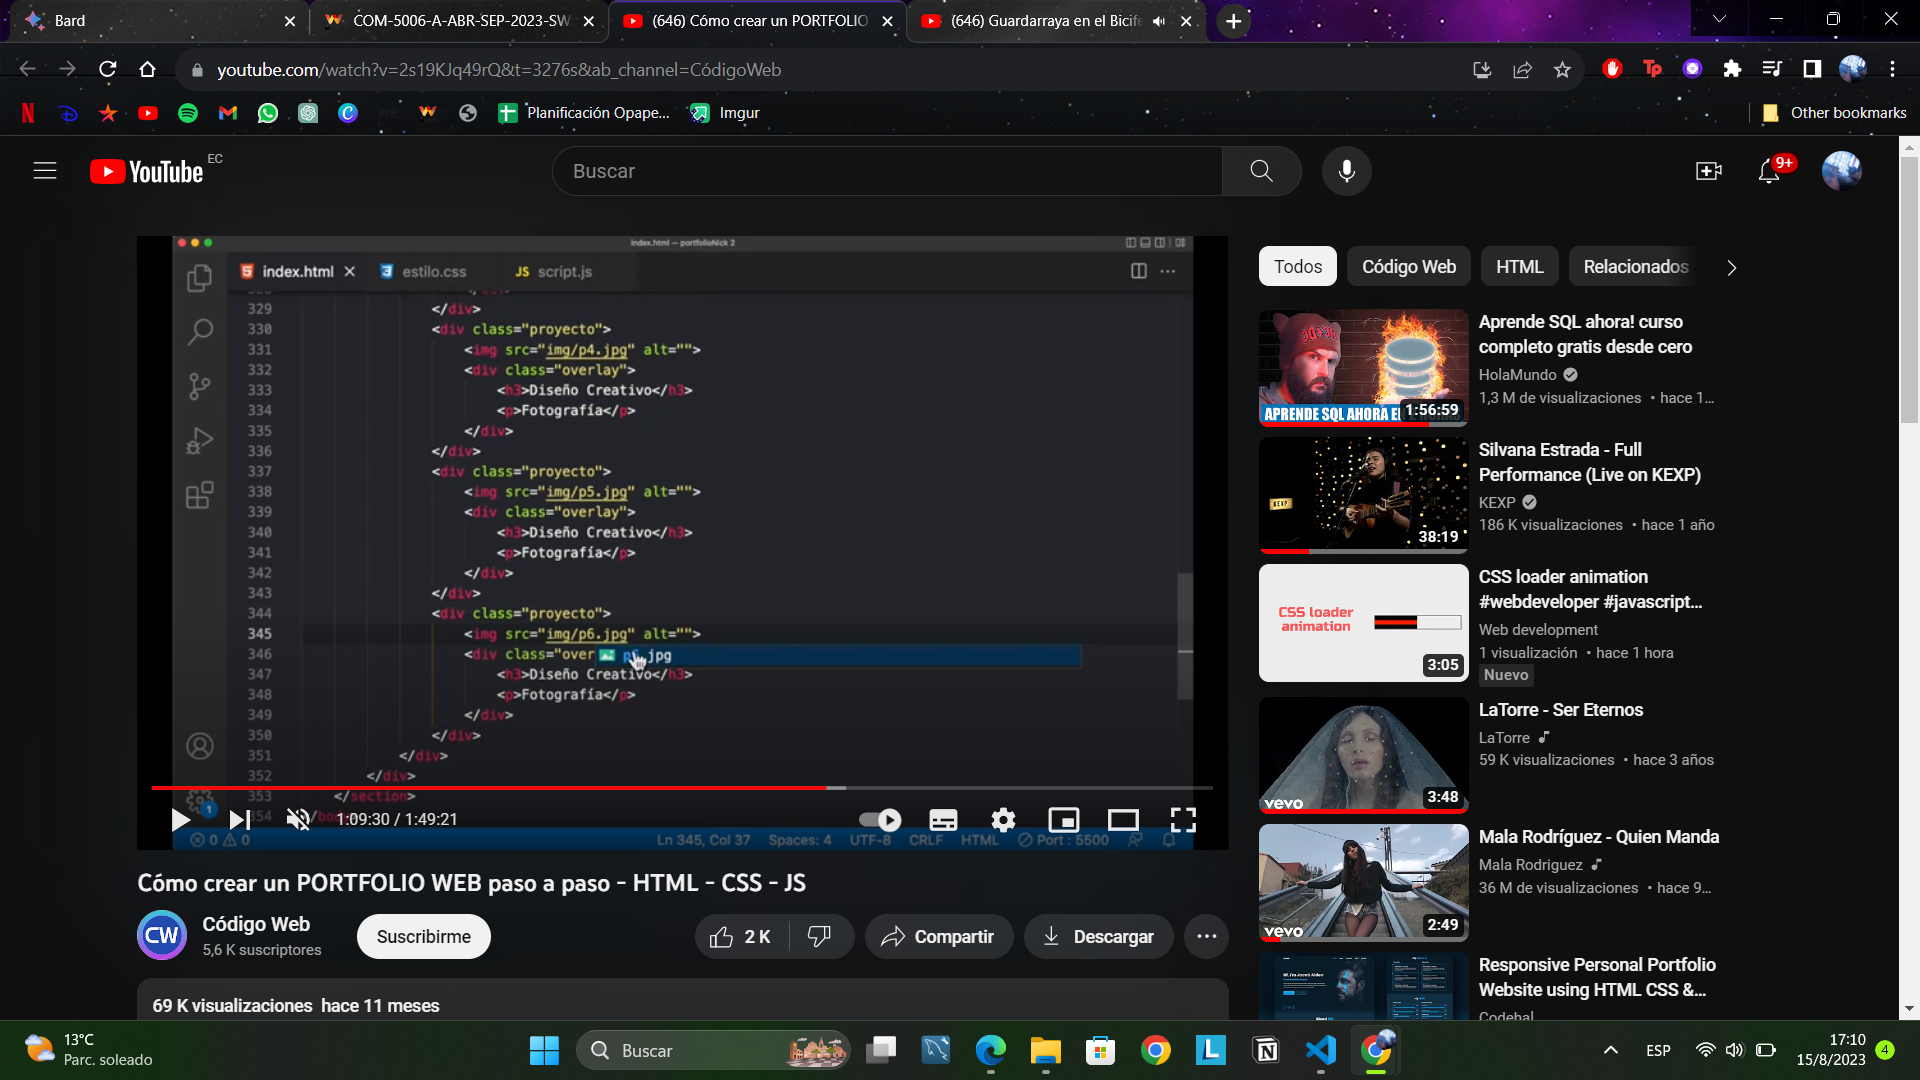 Bard
COM-5006-A-ABR-SEP-2023-SW
(646) Cómo crear un PORTFOLIO
(646) Guardarraya en el Bicife
youtube.com/watch?v=2s19KJq49rQ&t=3276s&ab_channel=CódigoWeb
Planificación Opape...
Imgur
Other bookmarks
YouTube EC
Buscar
9+
index.html — portfolioNick 2
index.html
estilo.css
JS script.js
329 </div>
330 <div class="proyecto">
331 <img src="img/p4.jpg" alt="">
332 <div class="overlay">
333 <h3>Diseño Creativo</h3>
334 <p>Fotografía</p>
335 </div>
336 </div>
337 <div class="proyecto">
338 <img src="img/p5.jpg" alt="">
339 <div class="overlay">
340 <h3>Diseño Creativo</h3>
341 <p>Fotografía</p>
342 </div>
343 </div>
344 <div class="proyecto">
345 <img src="img/p6.jpg" alt="">
346 <div class="over
.jpg
347 <h3>Diseño Creativo</h3>
348 <p>Fotografía</p>
349 </div>
350 </div>
351 </div>
352 </div>
353 </section>
1
1:09:30 / 1:49:21
0 0
Ln 345, Col 37 Spaces: 4 UTF-8 CRLF HTML Port : 5500
Cómo crear un PORTFOLIO WEB paso a paso - HTML - CSS - JS
CW
Código Web
5,6 K suscriptores
Suscribirme
2 K
Compartir
Descargar
69 K visualizaciones hace 11 meses
Todos
Código Web
HTML
Relacionados
APRENDE SQL AHORA
1:56:59
Aprende SQL ahora! curso
completo gratis desde cero
HolaMundo
1,3 M de visualizaciones • hace 1...
KEXP
38:19
Silvana Estrada - Full
Performance (Live on KEXP)
KEXP
186 K visualizaciones • hace 1 año
CSS loader
animation
3:05
CSS loader animation
#webdeveloper #javascript...
Web development
1 visualización • hace 1 hora
Nuevo
vevo
3:48
LaTorre - Ser Eternos
LaTorre
59 K visualizaciones • hace 3 años
vevo
2:49
Mala Rodríguez - Quien Manda
Mala Rodriguez
36 M de visualizaciones • hace 9...
Responsive Personal Portfolio
Website using HTML CSS &...
Codehal
13°C
Parc. soleado
Buscar
ESP
17:10
15/8/2023
4